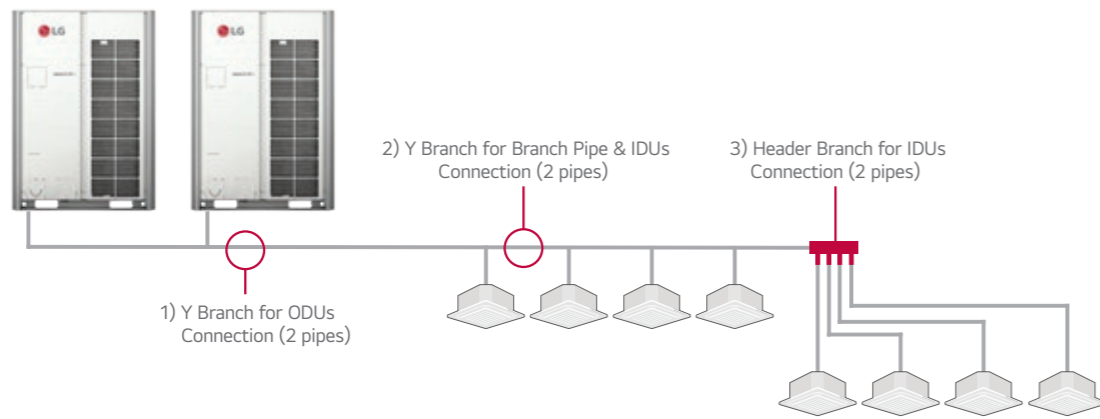 LG
LG
2) Y Branch for Branch Pipe & IDUs
Connection (2 pipes)
3) Header Branch for IDUs
Connection (2 pipes)
1) Y Branch for ODUs
Connection (2 pipes)